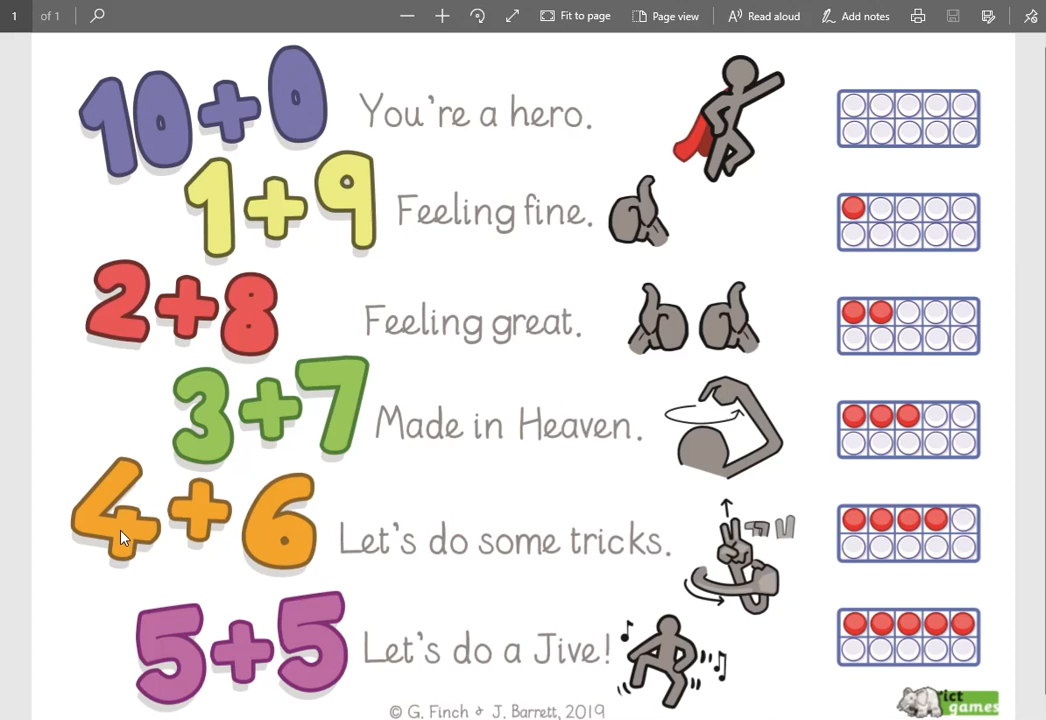 1 of 1
Fit to page
Page view
Read aloud
Add notes
10+0 You're a hero.
1+9 Feeling fine.
2+8 Feeling great.
3+7 Made in Heaven.
4+6 Let's do some tricks.
5+5 Let's do a Jive!
© G. Finch & J. Barrett, 2019
ict
games